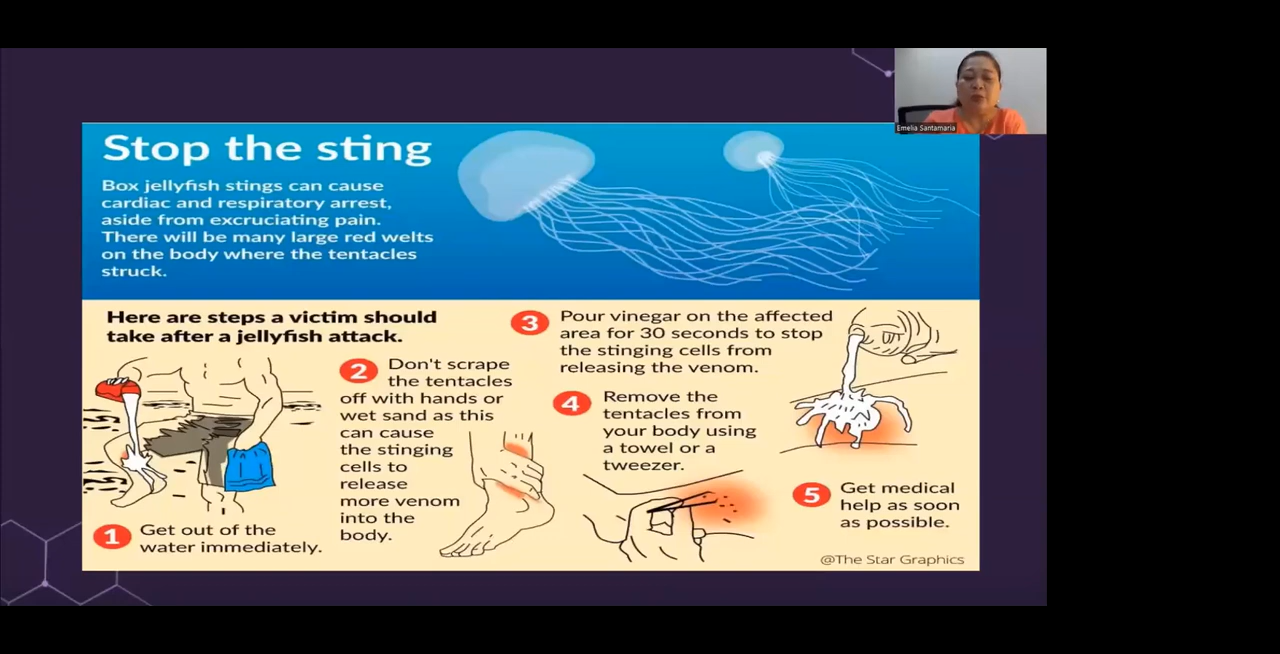 Emelia Santamaria
Stop the sting
Box jellyfish stings can cause
cardiac and respiratory arrest,
aside from excruciating pain.
There will be many large red welts
on the body where the tentacles
struck.
Here are steps a victim should
take after a jellyfish attack.
1 Get out of the
water immediately.
2 Don't scrape
the tentacles
off with hands or
wet sand as this
can cause
the stinging
cells to
release
more venom
into the
body.
3 Pour vinegar on the affected
area for 30 seconds to stop
the stinging cells from
releasing the venom.
4 Remove the
tentacles from
your body using
a towel or a
tweezer.
5 Get medical
help as soon
as possible.
@The Star Graphics